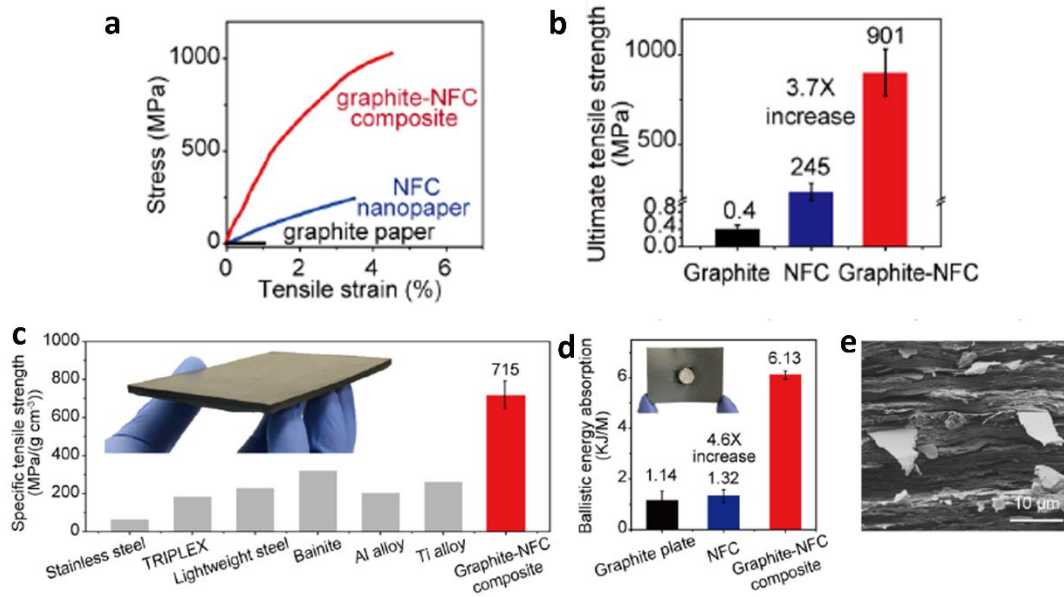 a
1000
500
0
0
2
4
6
Stress (MPa)
Tensile strain (%)
graphite-NFC
composite
NFC
nanopaper
graphite paper
b
Ultimate tensile strength
(MPa)
1000
500
0.8
0.4
0.0
901
3.7X
increase
245
0.4
Graphite
NFC
Graphite-NFC
c
Specific tensile strength
(MPa/(g cm⁻³))
1000
800
600
400
200
0
715
Stainless steel
TRIPLEX
Lightweight steel
Bainite
Al alloy
Ti alloy
Graphite-NFC
composite
d
Ballistic energy absorption
(KJ/M)
6
4
2
0
6.13
4.6X
increase
1.14
1.32
Graphite plate
NFC
Graphite-NFC
composite
e
10 μm